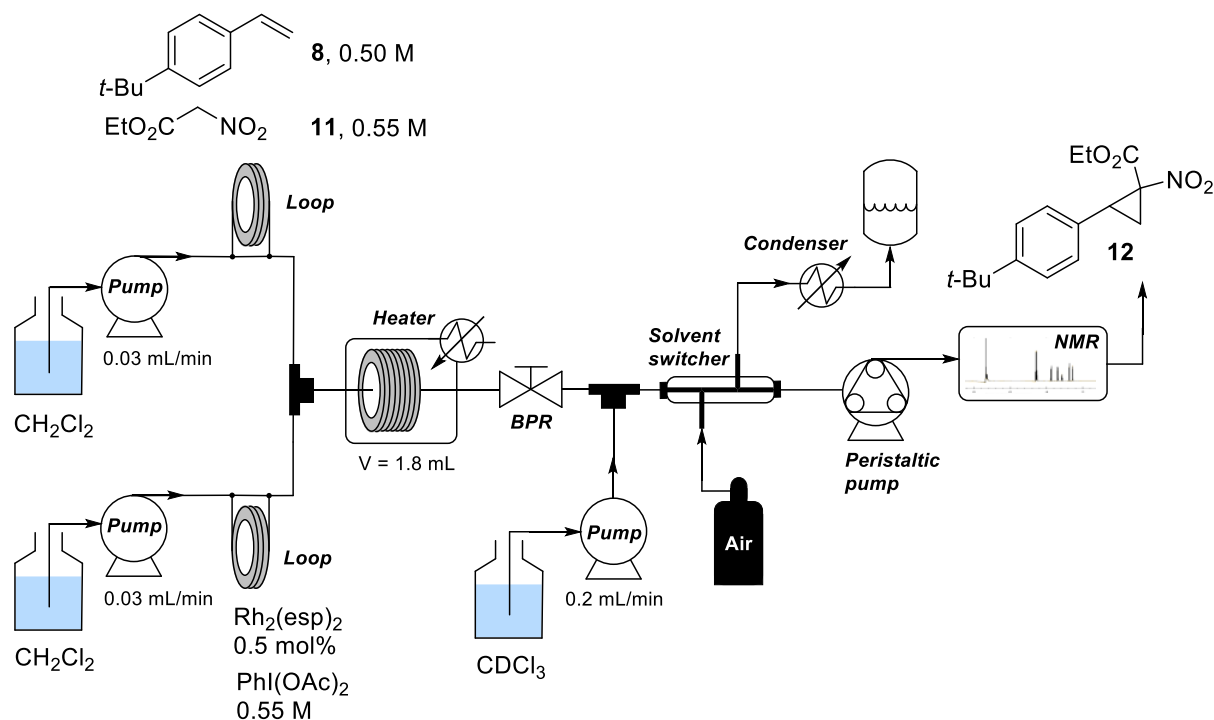 8, 0.50 M
t-Bu
EtO₂C NO₂ 11, 0.55 M
Loop
Pump
0.03 mL/min
CH₂Cl₂
Heater
V = 1.8 mL
BPR
Solvent
switcher
Condenser
EtO₂C
NO₂
12
t-Bu
NMR
Peristaltic
pump
Air
Pump
0.2 mL/min
CDCl₃
Pump
0.03 mL/min
CH₂Cl₂
Loop
Rh₂(esp)₂
0.5 mol%
PhI(OAc)₂
0.55 M